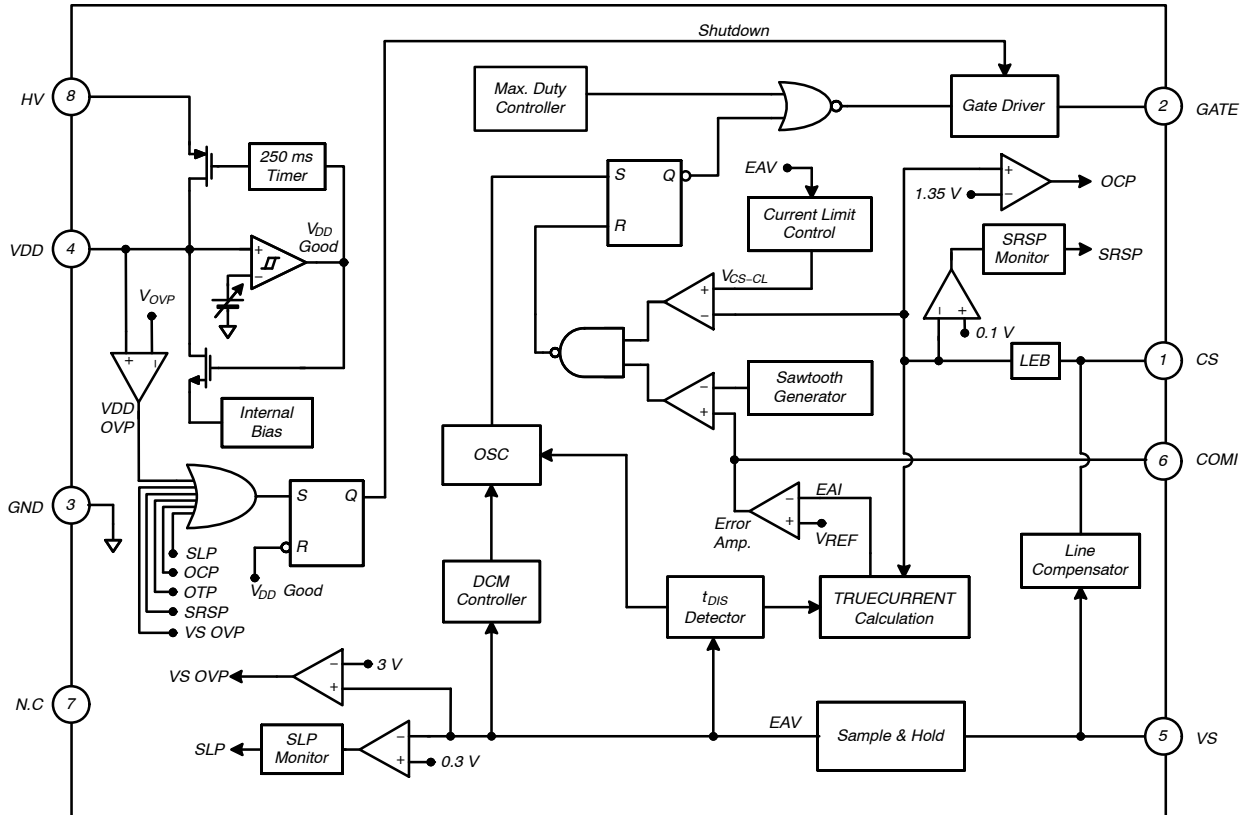 Shutdown
HV
8
Max. Duty
Controller
Gate Driver
2
GATE
250 ms
Timer
S
Q
R
EAV
Current Limit
Control
+
1.35 V
−
OCP
VDD
4
+
−
VDD
Good
SRSP
Monitor
SRSP
VOVP
VCS−CL
+
−
−
+
0.1 V
+
−
LEB
1
CS
VDD
OVP
Internal
Bias
−
+
Sawtooth
Generator
OSC
6
COMI
GND
3
S
Q
R
VDD Good
SLP
OCP
OTP
SRSP
VS OVP
−
EAI
+
VREF
Error
Amp.
DCM
Controller
tDIS
Detector
TRUECURRENT
Calculation
Line
Compensator
VS OVP
−
3 V
+
N.C
7
SLP
SLP
Monitor
−
+
0.3 V
EAV
Sample & Hold
5
VS